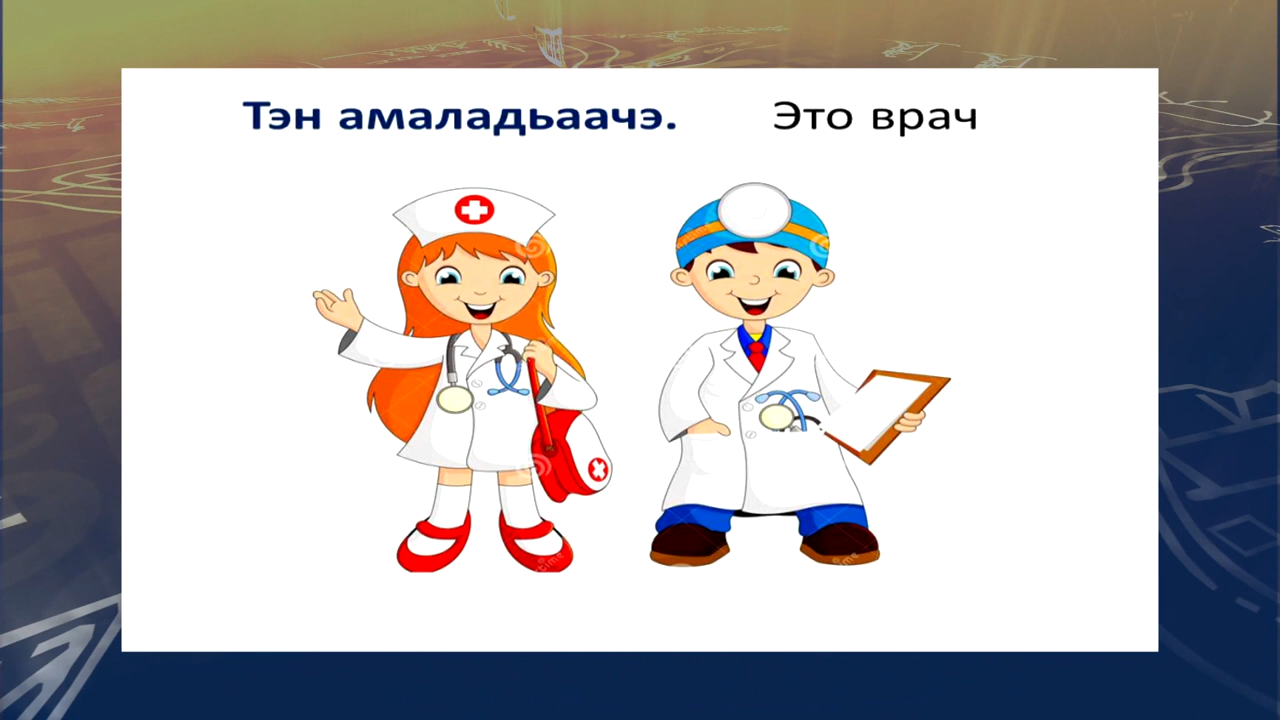 Тэн амаладьаачэ. Это врач